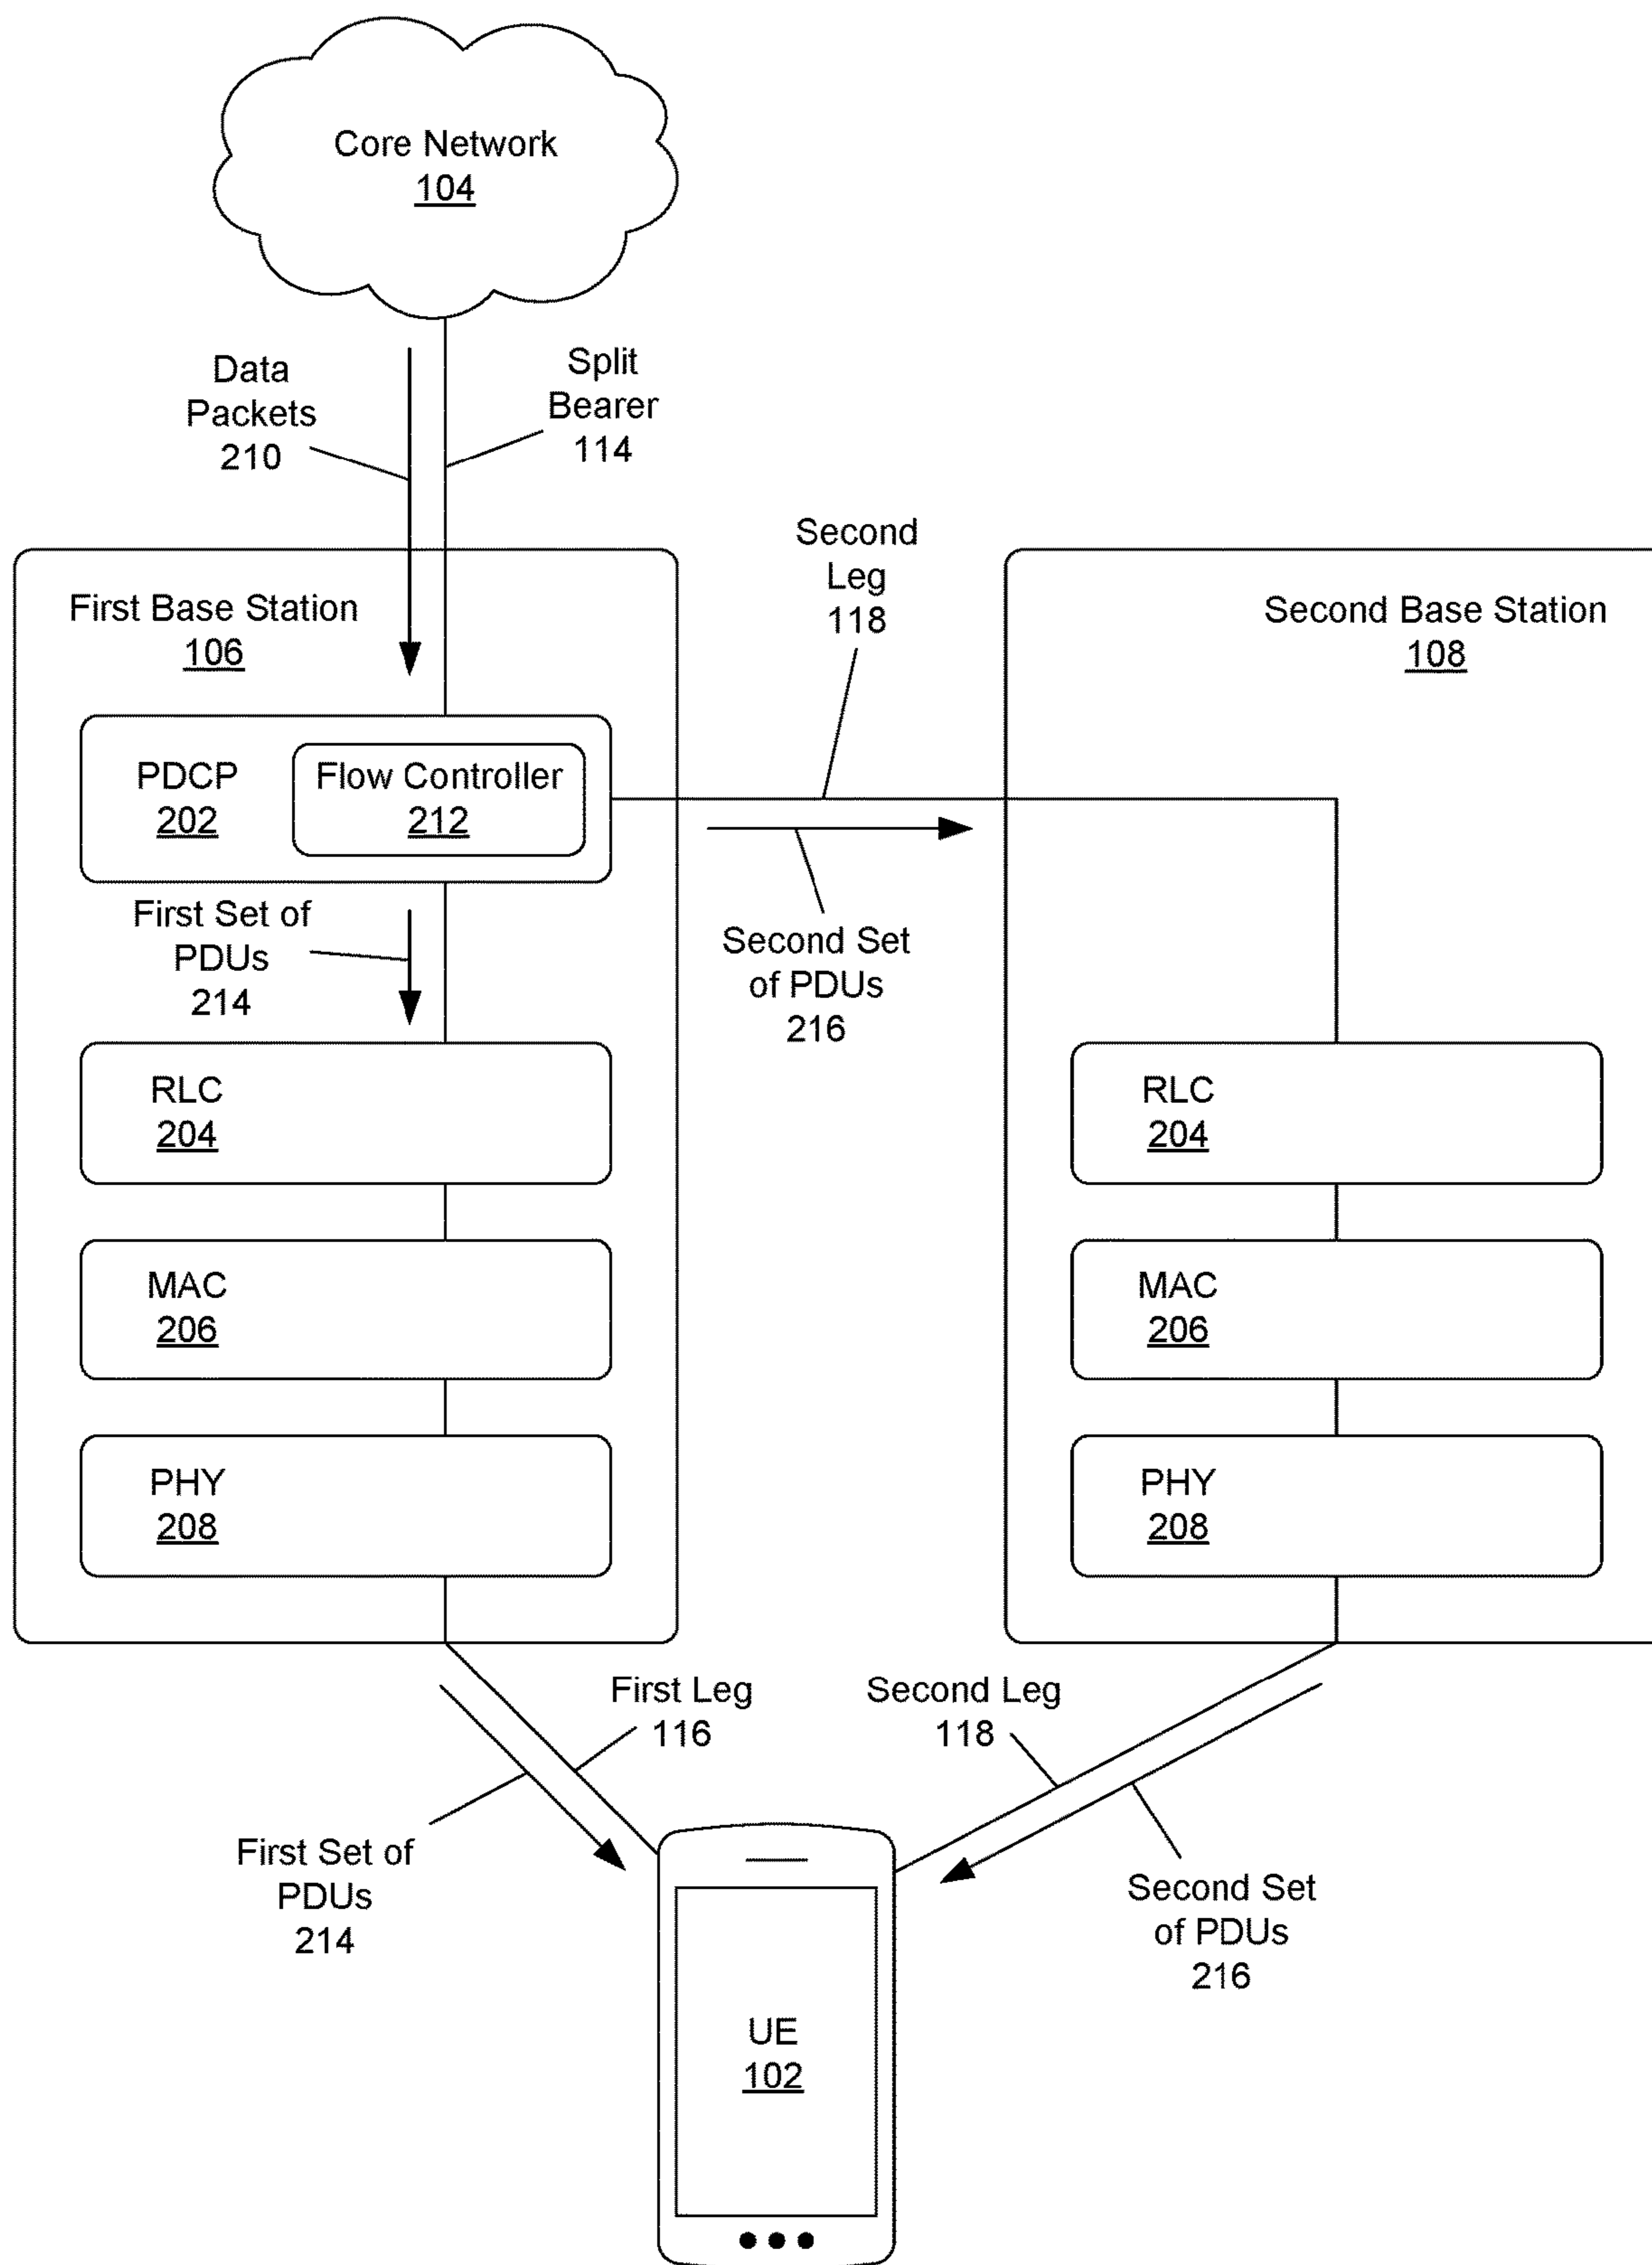 Core Network
104
Data
Packets
210
Split
Bearer
114
Second
Leg
118
First Base Station
106
Second Base Station
108
PDCP
202
Flow Controller
212
First Set of
PDUs
214
Second Set
of PDUs
216
RLC
204
RLC
204
MAC
206
MAC
206
PHY
208
PHY
208
First Leg
116
Second Leg
118
First Set of
PDUs
214
Second Set
of PDUs
216
UE
102